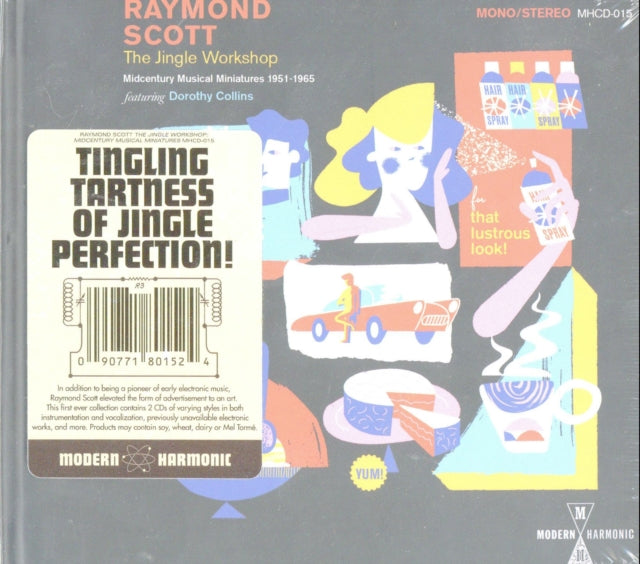 RAYMOND
SCOTT
The Jingle Workshop
Midcentury Musical Miniatures 1951-1965
featuring Dorothy Collins
MONO/STEREO MHCD-015
HAIR
SPRAY
HAIR
SPRAY
HAIR
SPRAY
for
that
lustrous
look!
RAYMOND SCOTT THE JINGLE WORKSHOP:
MIDCENTURY MUSICAL MINIATURES MHCD-015
TINGLING
TARTNESS
OF JINGLE
PERFECTION!
R3
0 90771 80152 4
In addition to being a pioneer of early electronic music,
Raymond Scott elevated the form of advertisement to an art.
This first ever collection contains 2 CDs of varying styles in both
instrumentation and vocalization, previously unavailable electronic
works, and more. Products may contain soy, wheat, dairy or Mel Tormé.
MODERN HARMONIC
YUM!
M
H
MODERN HARMONIC